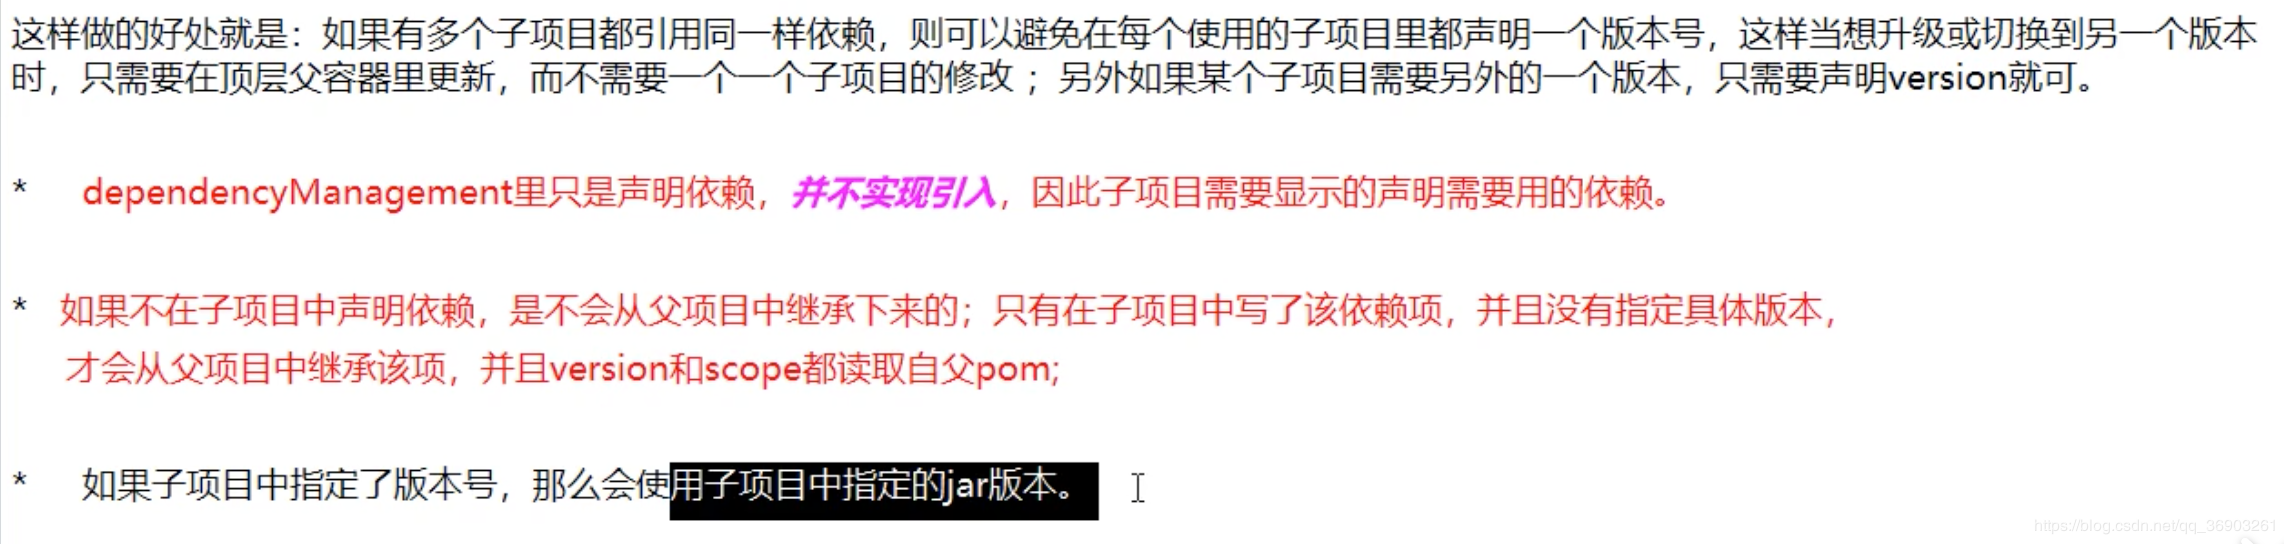 这样做的好处就是：如果有多个子项目都引用同一样依赖，则可以避免在每个使用的子项目里都声明一个版本号，这样当想升级或切换到另一个版本
时，只需要在顶层父容器里更新，而不需要一个一个子项目的修改 ；另外如果某个子项目需要另外的一个版本，只需要声明version就可。
* dependencyManagement里只是声明依赖，并不实现引入，因此子项目需要显示的声明需要用的依赖。
* 如果不在子项目中声明依赖，是不会从父项目中继承下来的；只有在子项目中写了该依赖项，并且没有指定具体版本，
才会从父项目中继承该项，并且version和scope都读取自父pom;
* 如果子项目中指定了版本号，那么会使用子项目中指定的jar版本。
https://blog.csdn.net/qq_36903261